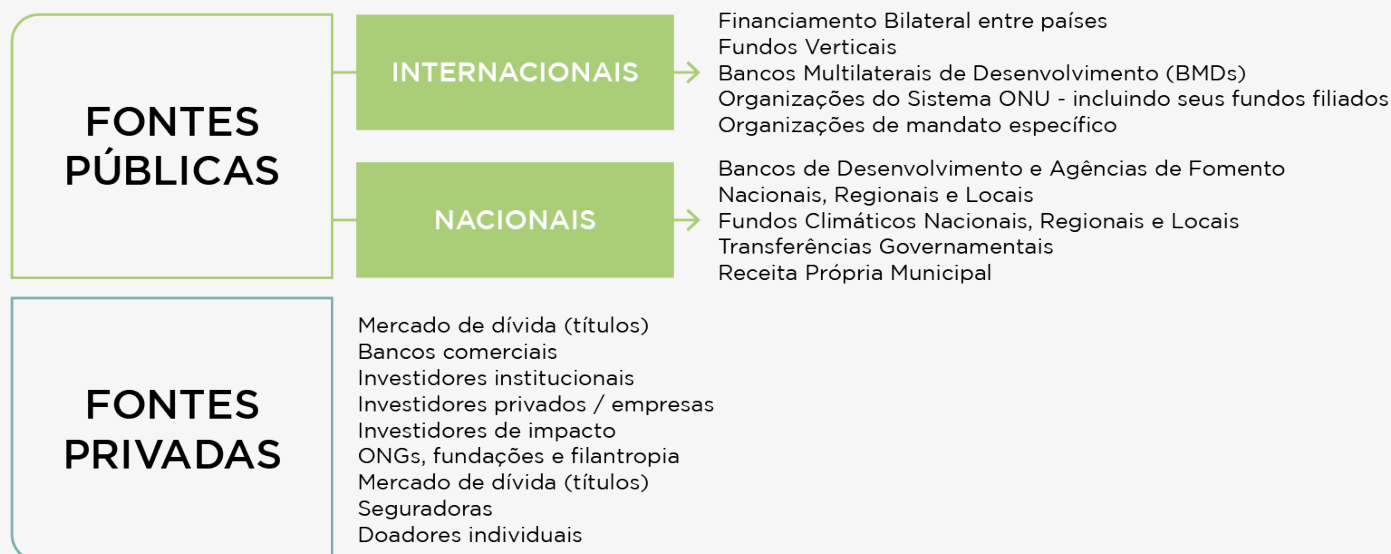 FONTES
PÚBLICAS
INTERNACIONAIS
Financiamento Bilateral entre países
Fundos Verticais
Bancos Multilaterais de Desenvolvimento (BMDs)
Organizações do Sistema ONU - incluindo seus fundos filiados
Organizações de mandato específico
NACIONAIS
Bancos de Desenvolvimento e Agências de Fomento
Nacionais, Regionais e Locais
Fundos Climáticos Nacionais, Regionais e Locais
Transferências Governamentais
Receita Própria Municipal
FONTES
PRIVADAS
Mercado de dívida (títulos)
Bancos comerciais
Investidores institucionais
Investidores privados / empresas
Investidores de impacto
ONGs, fundações e filantropia
Mercado de dívida (títulos)
Seguradoras
Doadores individuais